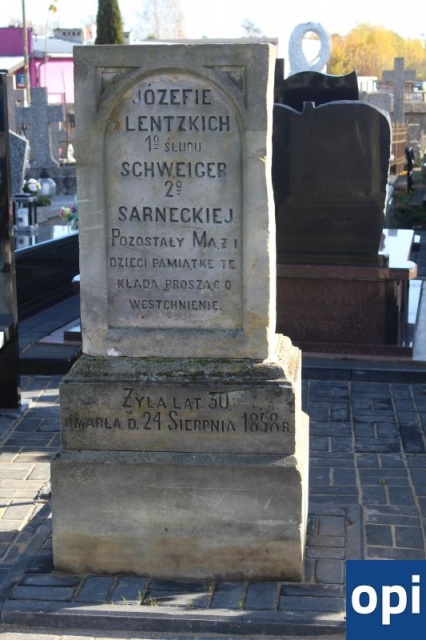 JÓZEFIE
LENTZKICH
1º ŚLUBU
SCHWEIGER
2º
SARNECKIEJ
POZOSTAŁY MĄŻ I
DZIECI PAMIĄTKĘ TĘ
KŁADĄ PROSZĄC O
WESTCHNIENIE.
ŻYŁA LAT 30
MARŁA D. 24 SIERPNIA 1858 R.
opi